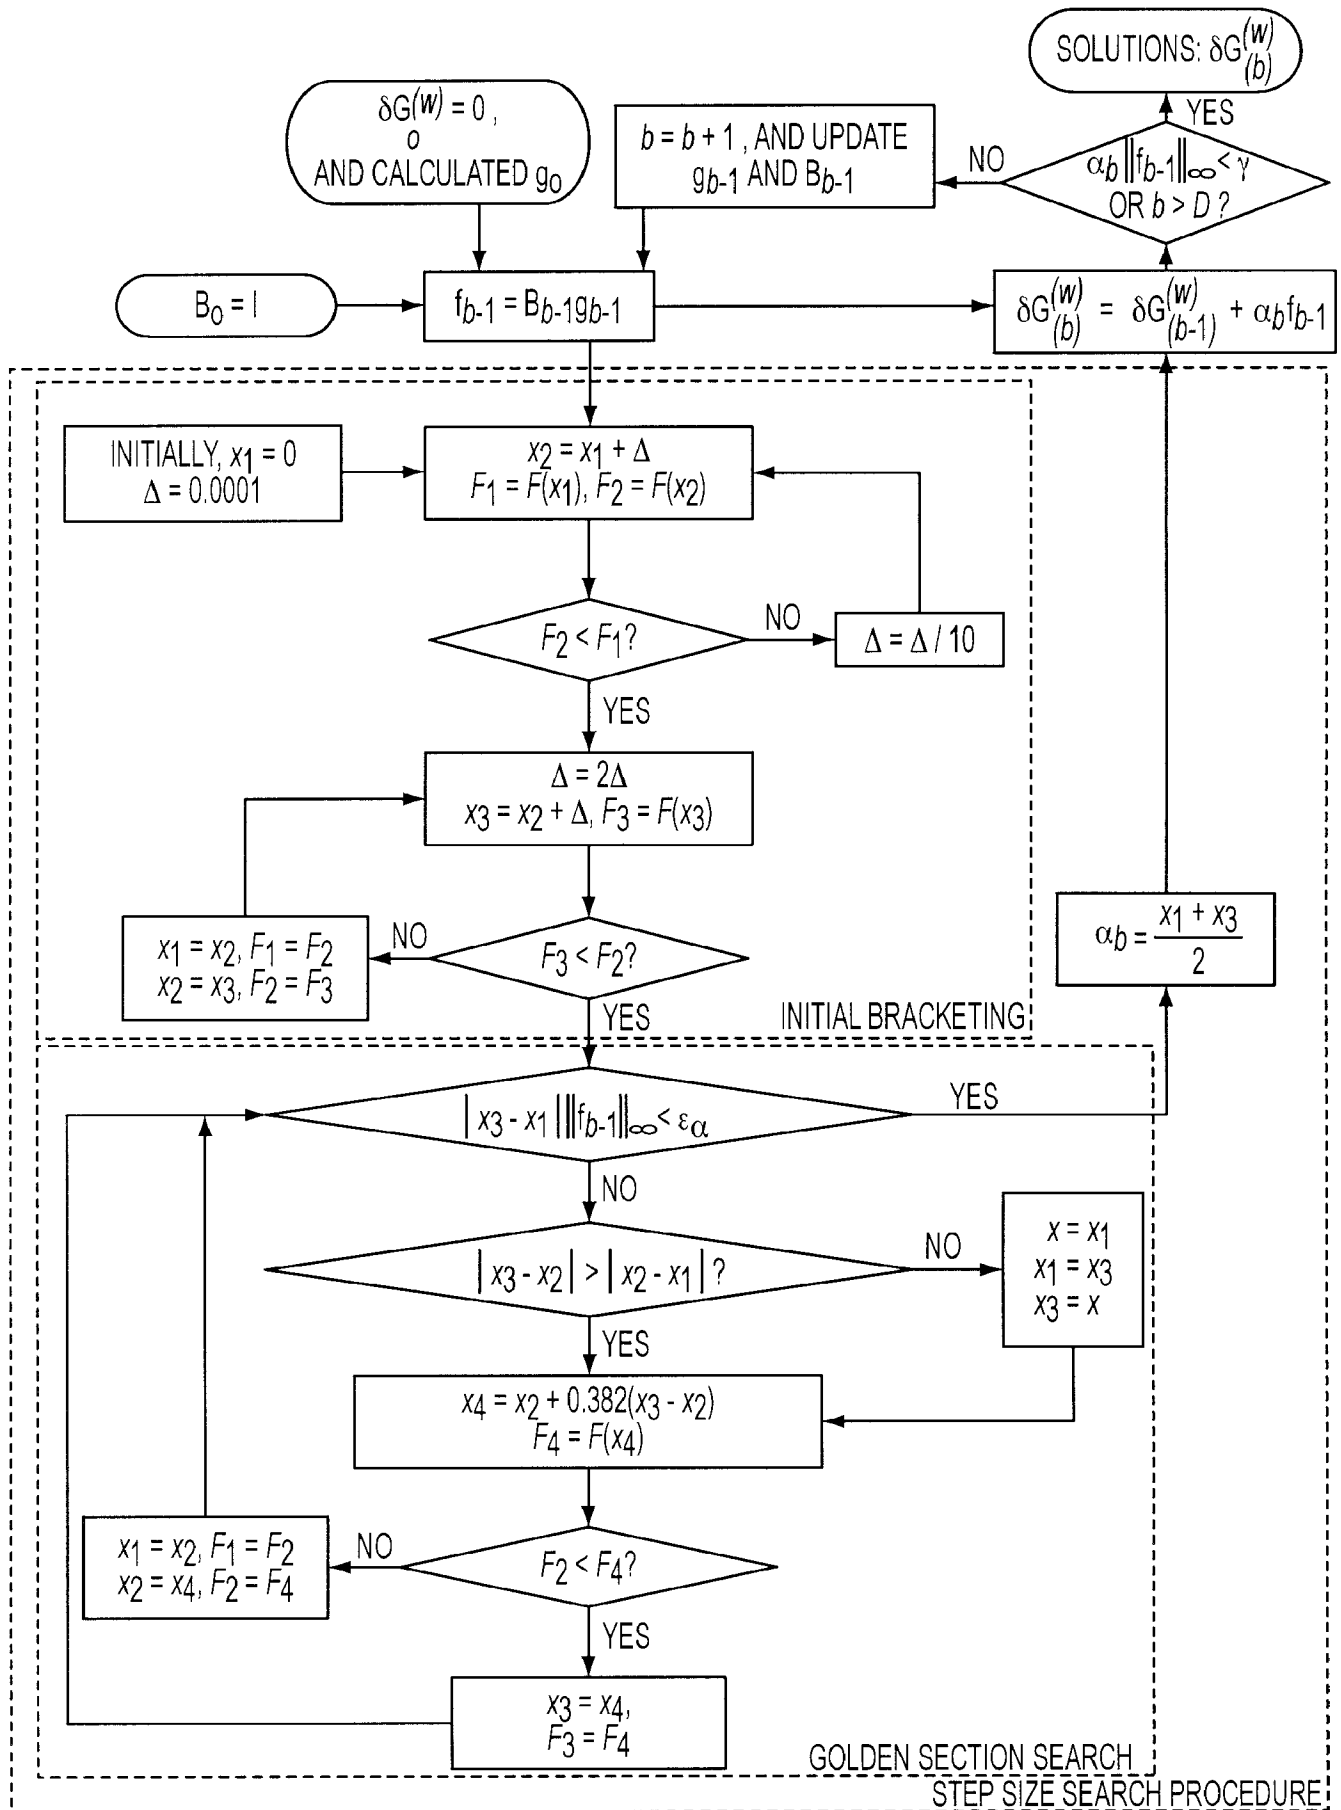 SOLUTIONS: δG(w)(b)
δG(w) = 0 ,
o
AND CALCULATED g0
b = b + 1 , AND UPDATE
gb-1 AND Bb-1
NO
YES
αb‖fb-1‖∞ < γ
OR b > D ?
B0 = I
fb-1 = Bb-1gb-1
δG(w)(b) = δG(w)(b-1) + αbfb-1
INITIALLY, x1 = 0
Δ = 0.0001
x2 = x1 + Δ
F1 = F(x1), F2 = F(x2)
F2 < F1?
NO
Δ = Δ / 10
YES
Δ = 2Δ
x3 = x2 + Δ, F3 = F(x3)
x1 = x2, F1 = F2
x2 = x3, F2 = F3
NO
F3 < F2?
αb = x1 + x3
2
YES
INITIAL BRACKETING
|x3 - x1|‖fb-1‖∞ < εα
YES
NO
|x3 - x2| > |x2 - x1| ?
NO
x = x1
x1 = x3
x3 = x
YES
x4 = x2 + 0.382(x3 - x2)
F4 = F(x4)
x1 = x2, F1 = F2
x2 = x4, F2 = F4
NO
F2 < F4?
YES
x3 = x4,
F3 = F4
GOLDEN SECTION SEARCH
STEP SIZE SEARCH PROCEDURE